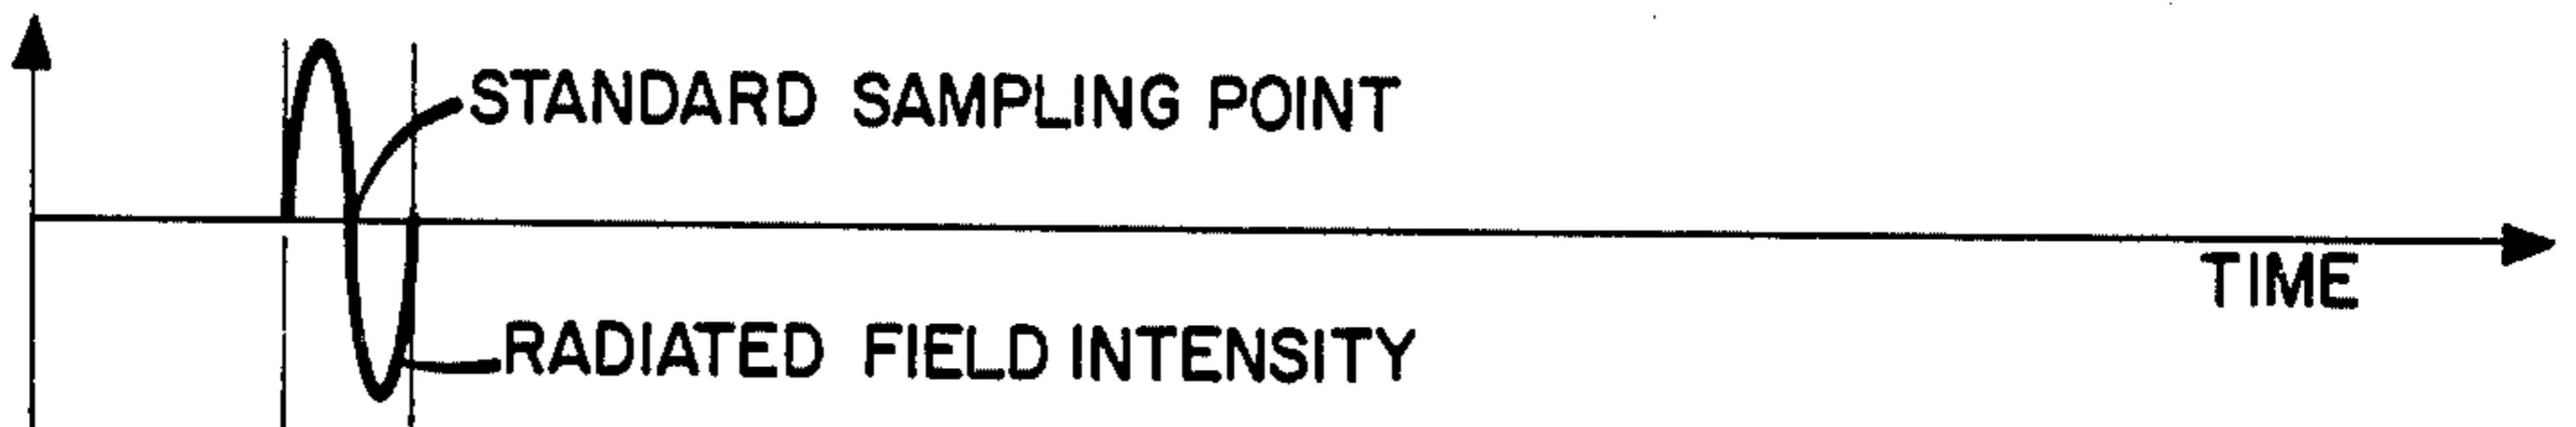 STANDARD SAMPLING POINT
TIME
RADIATED FIELD INTENSITY